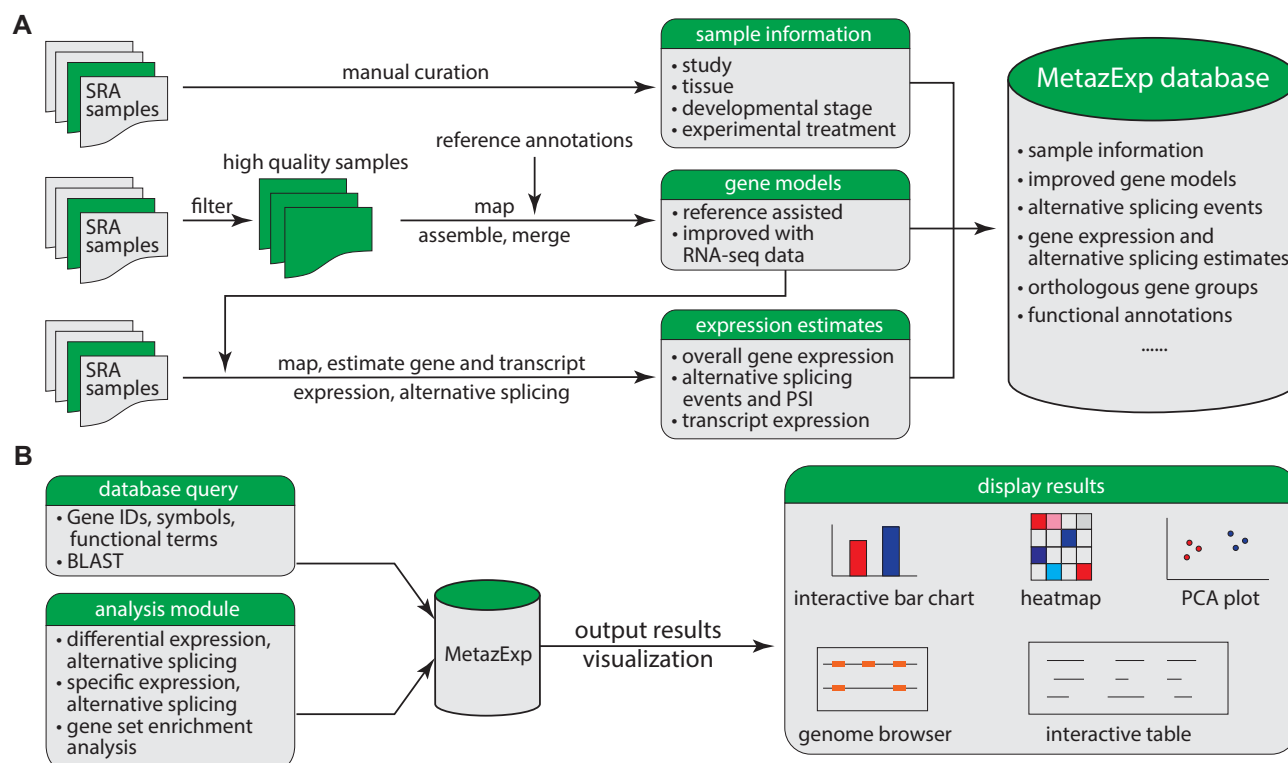 A
SRA
samples
manual curation
sample information
• study
• tissue
• developmental stage
• experimental treatment
SRA
samples
filter
high quality samples
reference annotations
map
assemble, merge
gene models
• reference assisted
• improved with
RNA-seq data
SRA
samples
map, estimate gene and transcript
expression, alternative splicing
expression estimates
• overall gene expression
• alternative splicing
events and PSI
• transcript expression
MetazExp database
• sample information
• improved gene models
• alternative splicing events
• gene expression and
alternative splicing estimates
• orthologous gene groups
• functional annotations
......
B
database query
• Gene IDs, symbols,
functional terms
• BLAST
analysis module
• differential expression,
alternative splicing
• specific expression,
alternative splicing
• gene set enrichment
analysis
MetazExp
output results
visualization
display results
interactive bar chart
heatmap
PCA plot
genome browser
interactive table